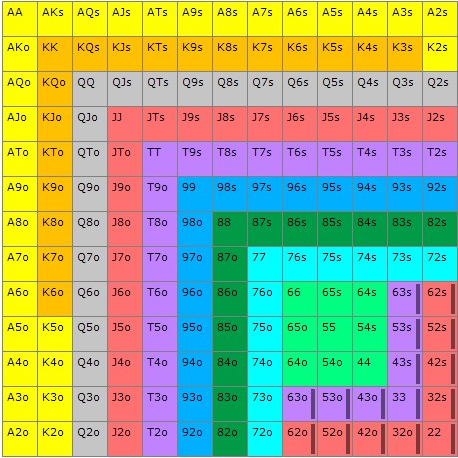 AA AKs AQs AJs ATs A9s A8s A7s A6s A5s A4s A3s A2s
AKo KK KQs KJs KTs K9s K8s K7s K6s K5s K4s K3s K2s
AQo KQo QQ QJs QTs Q9s Q8s Q7s Q6s Q5s Q4s Q3s Q2s
AJo KJo QJo JJ JTs J9s J8s J7s J6s J5s J4s J3s J2s
ATo KTo QTo JTo TT T9s T8s T7s T6s T5s T4s T3s T2s
A9o K9o Q9o J9o T9o 99 98s 97s 96s 95s 94s 93s 92s
A8o K8o Q8o J8o T8o 98o 88 87s 86s 85s 84s 83s 82s
A7o K7o Q7o J7o T7o 97o 87o 77 76s 75s 74s 73s 72s
A6o K6o Q6o J6o T6o 96o 86o 76o 66 65s 64s 63s 62s
A5o K5o Q5o J5o T5o 95o 85o 75o 65o 55 54s 53s 52s
A4o K4o Q4o J4o T4o 94o 84o 74o 64o 54o 44 43s 42s
A3o K3o Q3o J3o T3o 93o 83o 73o 63o 53o 43o 33 32s
A2o K2o Q2o J2o T2o 92o 82o 72o 62o 52o 42o 32o 22